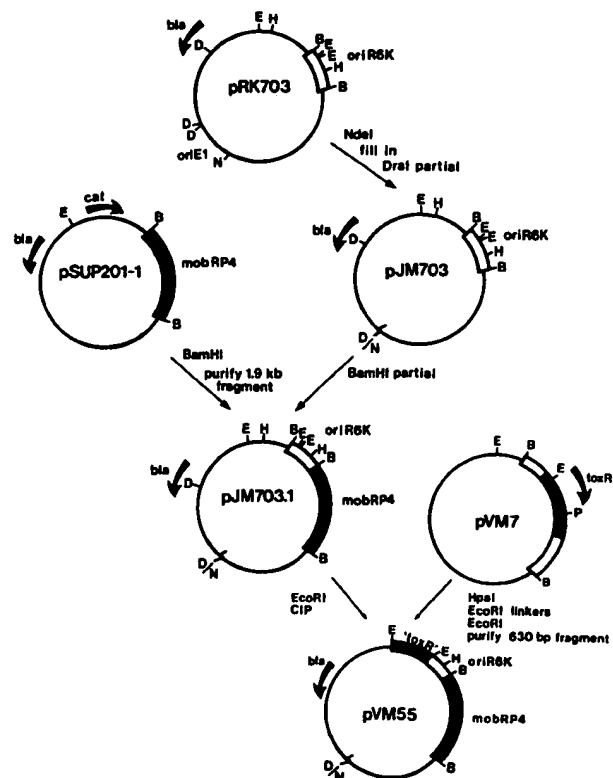 bla
E
H
B
E
E
oriR6K
H
B
D
pRK703
D
D
oriE1
N
NdeI
fill in
DraI partial
cat
E
B
bla
pSUP201-1
mobRP4
B
E
H
bla
D
B
E
E
oriR6K
H
B
pJM703
D/N
BamHI
purify 1.9 kb
fragment
BamHI partial
E
H
B
E
E
oriR6K
H
B
bla
D
pJM703.1
mobRP4
D/N
B
E
B
E
toxR
P
pVM7
B
EcoRI
CIP
HpaI
EcoRI linkers
EcoRI
purify 630 bp fragment
E
'toxR'
E
H
oriR6K
B
bla
pVM55
mobRP4
D/N
B